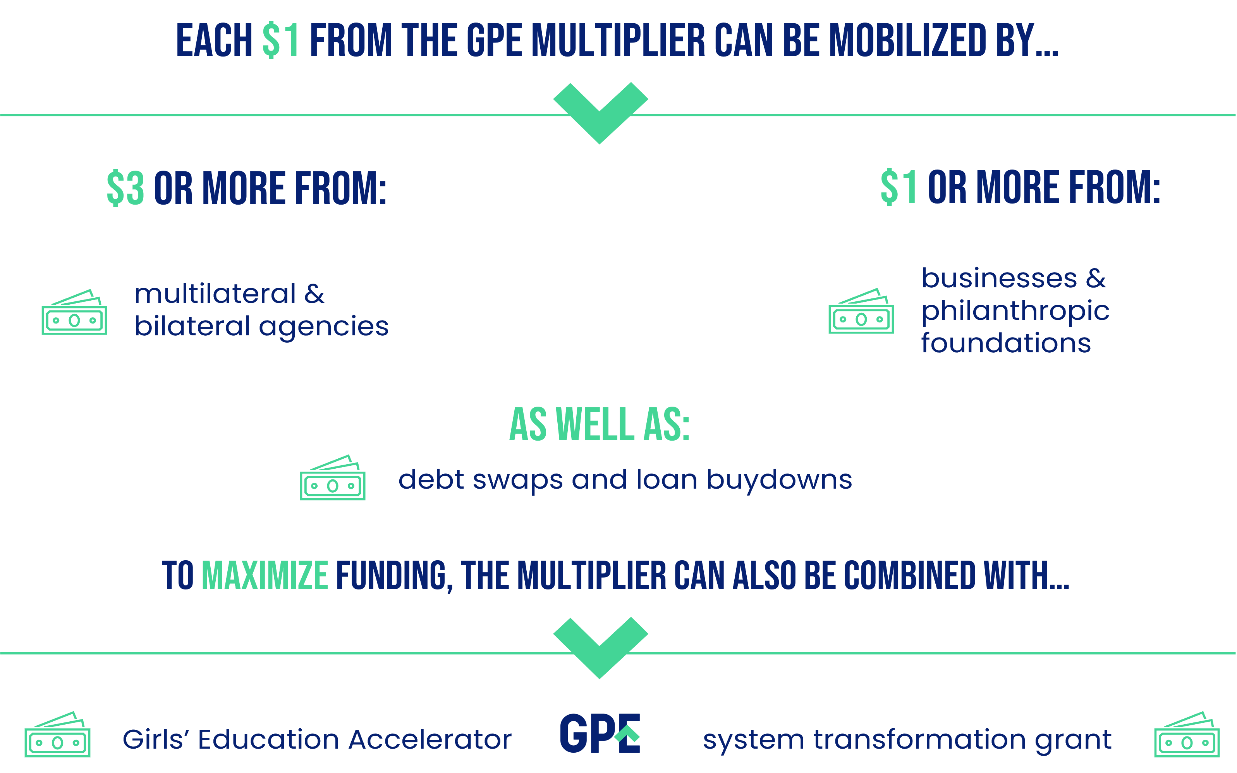 EACH $1 FROM THE GPE MULTIPLIER CAN BE MOBILIZED BY...
$3 OR MORE FROM:
multilateral &
bilateral agencies
$1 OR MORE FROM:
businesses &
philanthropic
foundations
AS WELL AS:
debt swaps and loan buydowns
TO MAXIMIZE FUNDING, THE MULTIPLIER CAN ALSO BE COMBINED WITH...
Girls’ Education Accelerator
GPE
system transformation grant